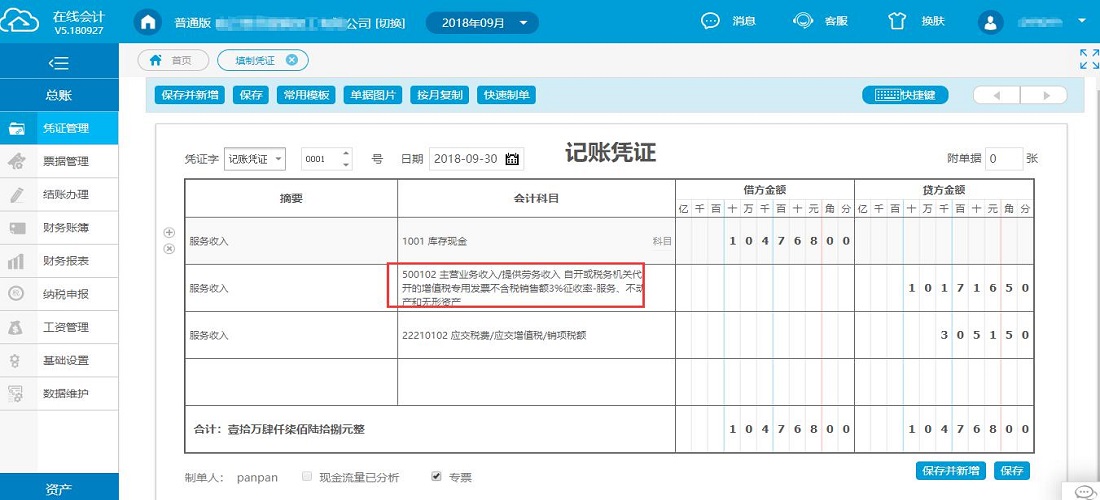 在线会计
V5.180927
普通版
公司 [切换]
2018年09月
消息
客服
换肤
首页
填制凭证
总账
凭证管理
票据管理
结账办理
财务账簿
财务报表
纳税申报
工资管理
基础设置
数据维护
资产
保存并新增 保存 常用模板 单据图片 按月复制 快速制单
快捷键
凭证字 记账凭证 0001 号 日期 2018-09-30
记账凭证
附单据 0 张
摘要 会计科目 借方金额 贷方金额
亿 千 百 十 万 千 百 十 元 角 分 亿 千 百 十 万 千 百 十 元 角 分
服务收入 1001 库存现金 科目 1 0 4 7 6 8 0 0
服务收入
500102 主营业务收入/提供劳务收入 自开或税务机关代
开的增值税专用发票不含税销售额3%征收率-服务、不动
产和无形资产
1 0 1 7 1 6 5 0
服务收入 22210102 应交税费/应交增值税/销项税额 3 0 5 1 5 0
合计：壹拾万肆仟柒佰陆拾捌元整 1 0 4 7 6 8 0 0 1 0 4 7 6 8 0 0
制单人： panpan 现金流量已分析 专票
保存并新增 保存